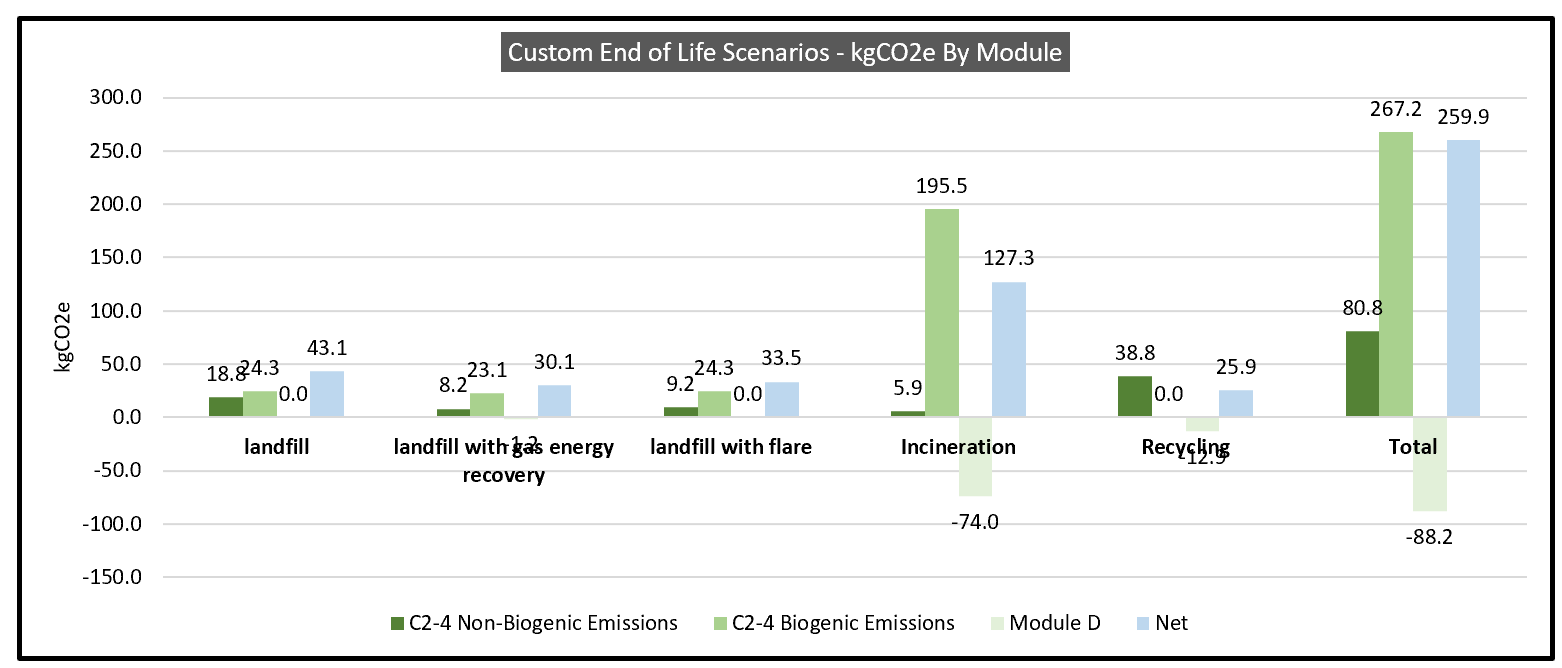 Custom End of Life Scenarios - kgCO2e By Module
300.0
250.0
200.0
150.0
100.0
50.0
0.0
-50.0
-100.0
-150.0
kgCO2e
18.8
24.3
0.0
43.1
8.2
23.1
-1.2
30.1
9.2
24.3
0.0
33.5
5.9
195.5
-74.0
127.3
38.8
0.0
-12.9
25.9
80.8
267.2
-88.2
259.9
landfill
landfill with gas energy
recovery
landfill with flare
Incineration
Recycling
Total
C2-4 Non-Biogenic Emissions
C2-4 Biogenic Emissions
Module D
Net